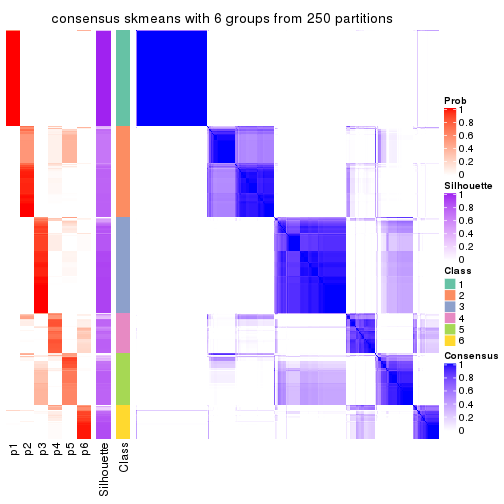 consensus skmeans with 6 groups from 250 partitions
Prob
1
0.8
0.6
0.4
0.2
0
Silhouette
1
0.8
0.6
0.4
0.2
0
Class
1
2
3
4
5
6
Consensus
1
0.8
0.6
0.4
0.2
0
p1
p2
p3
p4
p5
p6
Silhouette
Class